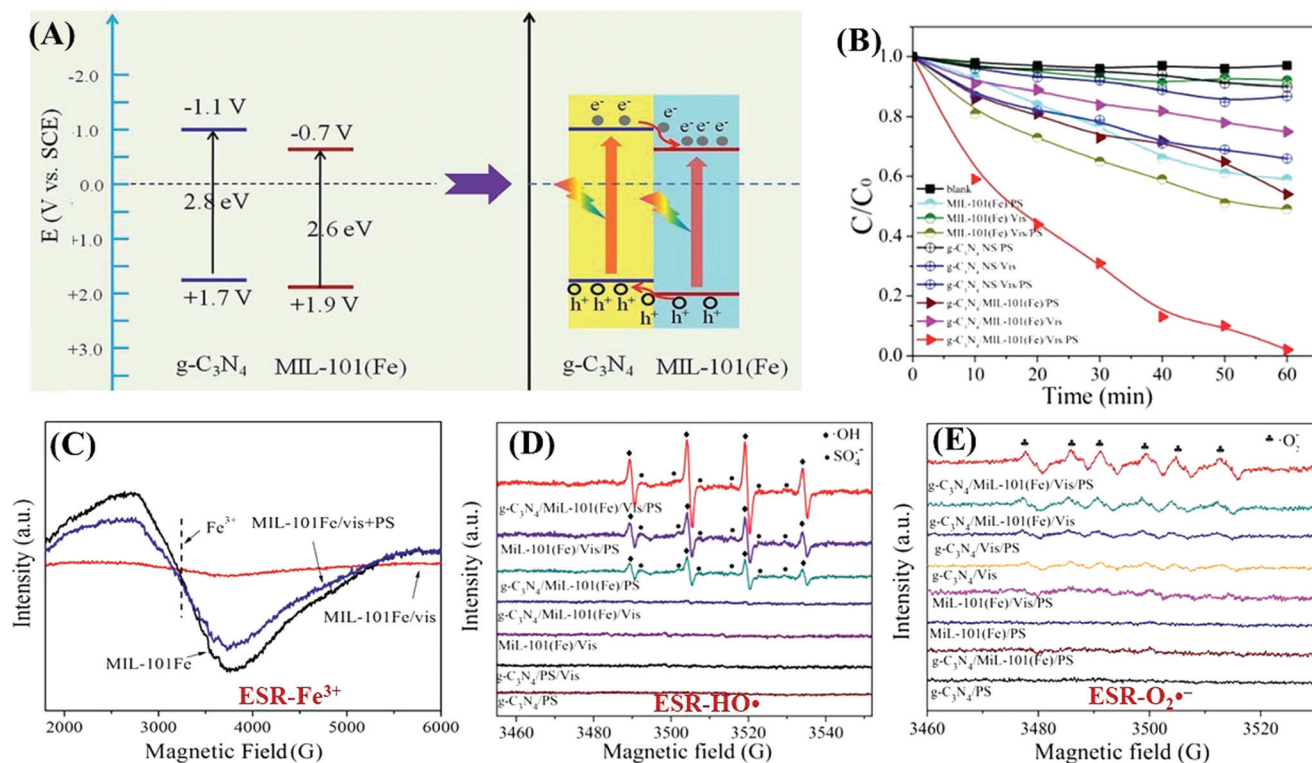 (A)
E (V vs. SCE)
-2.0
-1.0
0.0
+1.0
+2.0
+3.0
-1.1 V
2.8 eV
+1.7 V
-0.7 V
2.6 eV
+1.9 V
g-C₃N₄ MIL-101(Fe)
e⁻ e⁻ e⁻
e⁻ e⁻ e⁻
h⁺ h⁺ h⁺ h⁺ h⁺ h⁺
g-C₃N₄ MIL-101(Fe)
(B)
C/C₀
1.0
0.8
0.6
0.4
0.2
0.0
blank
MIL-101(Fe)/PS
MIL-101(Fe)/Vis
MIL-101(Fe)/Vis/PS
g-C₃N₄ NS/PS
g-C₃N₄ NS/Vis
g-C₃N₄ NS/Vis/PS
g-C₃N₄/MIL-101(Fe)/PS
g-C₃N₄/MIL-101(Fe)/Vis
g-C₃N₄/MIL-101(Fe)/Vis/PS
0 10 20 30 40 50 60
Time (min)
(C)
Intensity (a.u.)
Fe³⁺
MIL-101Fe/vis+PS
MIL-101Fe/vis
MIL-101Fe
ESR-Fe³⁺
2000 3000 4000 5000 6000
Magnetic Field (G)
(D)
Intensity (a.u.)
·OH
SO₄·⁻
g-C₃N₄/MiL-101(Fe)/Vis/PS
MiL-101(Fe)/Vis/PS
g-C₃N₄/MiL-101(Fe)/PS
g-C₃N₄/MiL-101(Fe)/Vis
MiL-101(Fe)/Vis
g-C₃N₄/PS/Vis
g-C₃N₄/PS
ESR-HO•
3460 3480 3500 3520 3540
Magnetic field (G)
(E)
Intensity (a.u.)
·O₂⁻
g-C₃N₄/MiL-101(Fe)/Vis/PS
g-C₃N₄/MiL-101(Fe)/Vis
g-C₃N₄/Vis/PS
g-C₃N₄/Vis
MiL-101(Fe)/Vis/PS
MiL-101(Fe)/PS
g-C₃N₄/MiL-101(Fe)/PS
g-C₃N₄/PS
ESR-O₂•⁻
3460 3480 3500 3520
Magnetic field (G)